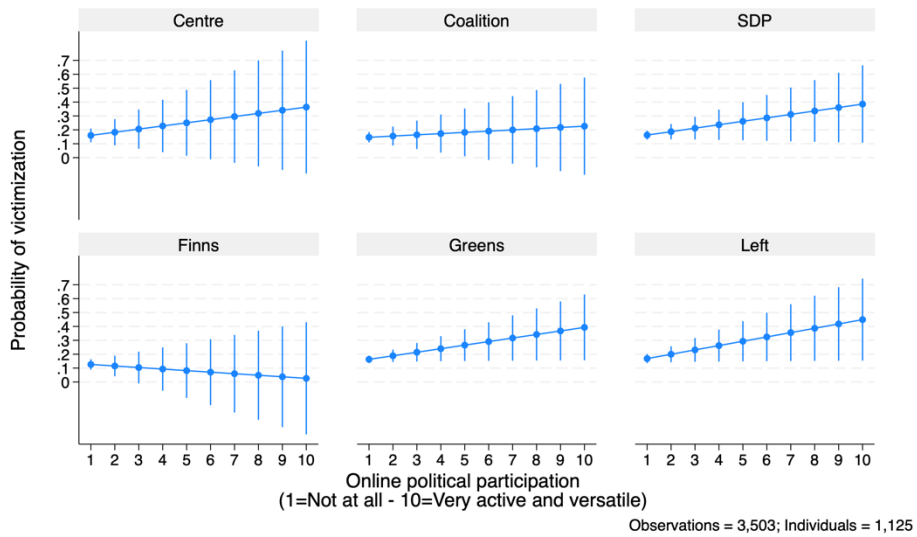 Centre Coalition SDP
.7
.6
.5
.4
.3
.2
.1
0
Finns Greens Left
.7
.6
.5
.4
.3
.2
.1
0
Probability of victimization
1 2 3 4 5 6 7 8 9 10 1 2 3 4 5 6 7 8 9 10 1 2 3 4 5 6 7 8 9 10
Online political participation
(1=Not at all - 10=Very active and versatile)
Observations = 3,503; Individuals = 1,125